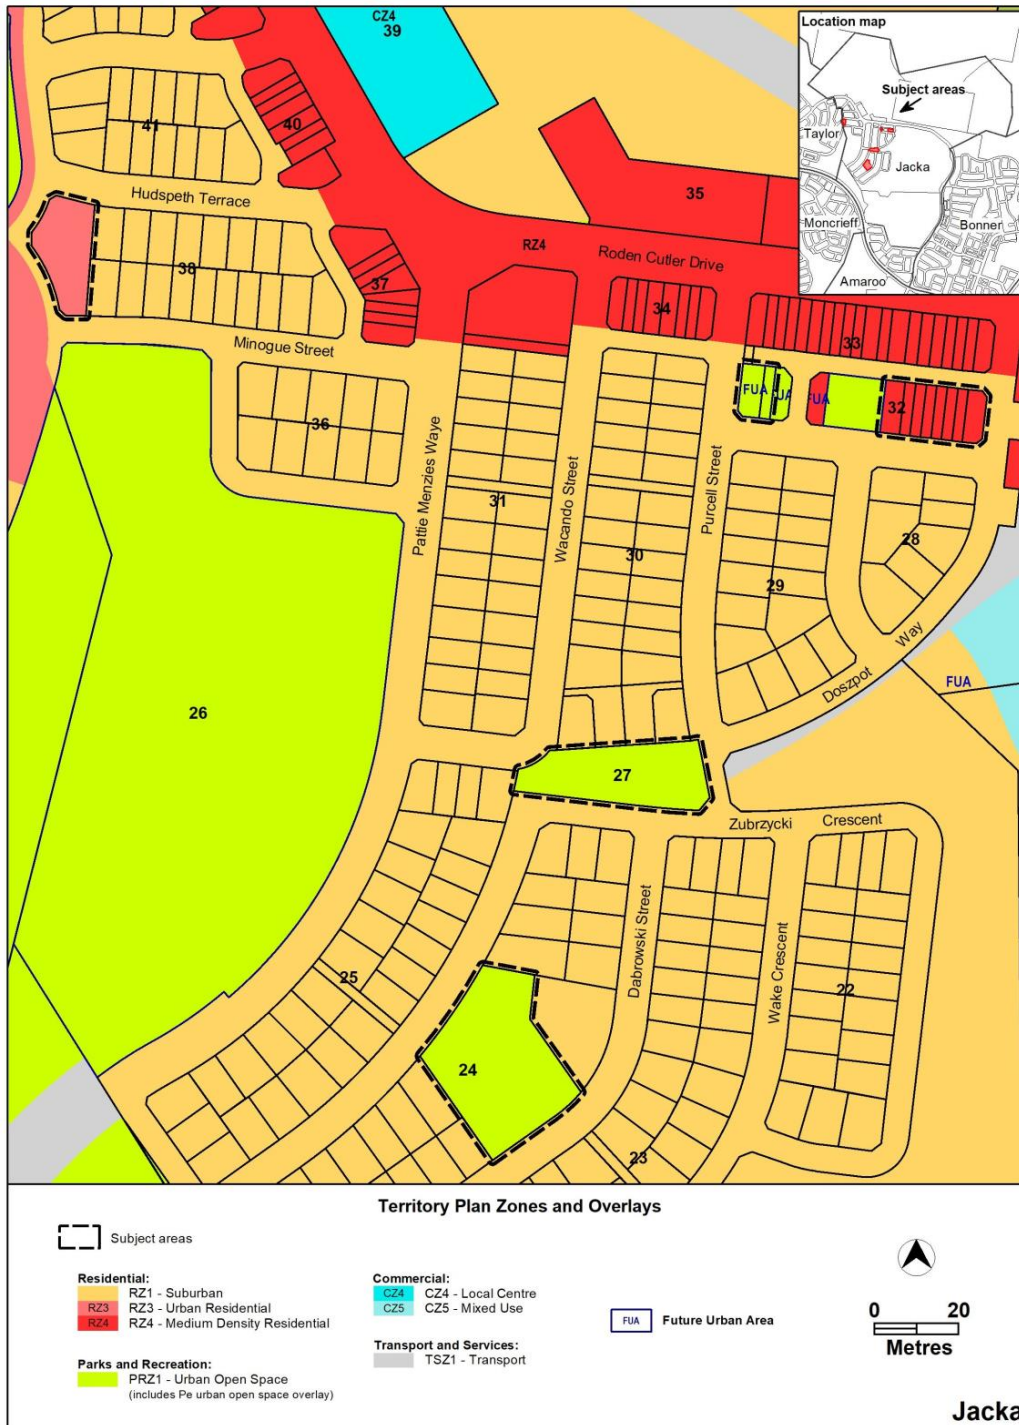 CZ4
39
Location map
Subject areas
Taylor
Jacka
Moncrieff
Bonner
Amaroo
41
40
Hudspeth Terrace
35
RZ4
Roden Cutler Drive
38
37
34
33
Minogue Street
FUA
FUA
32
36
Pattie Menzies Waye
31
Wacando Street
30
Purcell Street
29
28
Doszpot Way
FUA
26
27
Zubrzycki Crescent
Dabrowski Street
Wake Crescent
25
22
24
23
Territory Plan Zones and Overlays
Subject areas
Residential:
RZ1 - Suburban
RZ3 RZ3 - Urban Residential
RZ4 RZ4 - Medium Density Residential
Parks and Recreation:
PRZ1 - Urban Open Space
(includes Pe urban open space overlay)
Commercial:
CZ4 CZ4 - Local Centre
CZ5 CZ5 - Mixed Use
Transport and Services:
TSZ1 - Transport
FUA Future Urban Area
0 20
Metres
Jacka